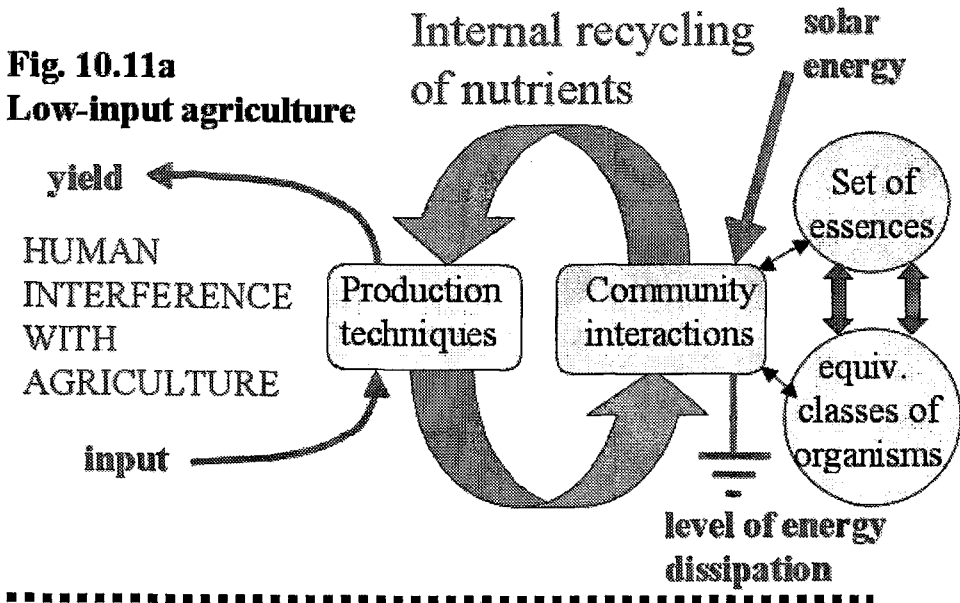 Fig. 10.11a
Low-input agriculture
Internal recycling
of nutrients
solar
energy
yield
HUMAN
INTERFERENCE
WITH
AGRICULTURE
input
Production
techniques
Community
interactions
Set of
essences
equiv.
classes of
organisms
level of energy
dissipation